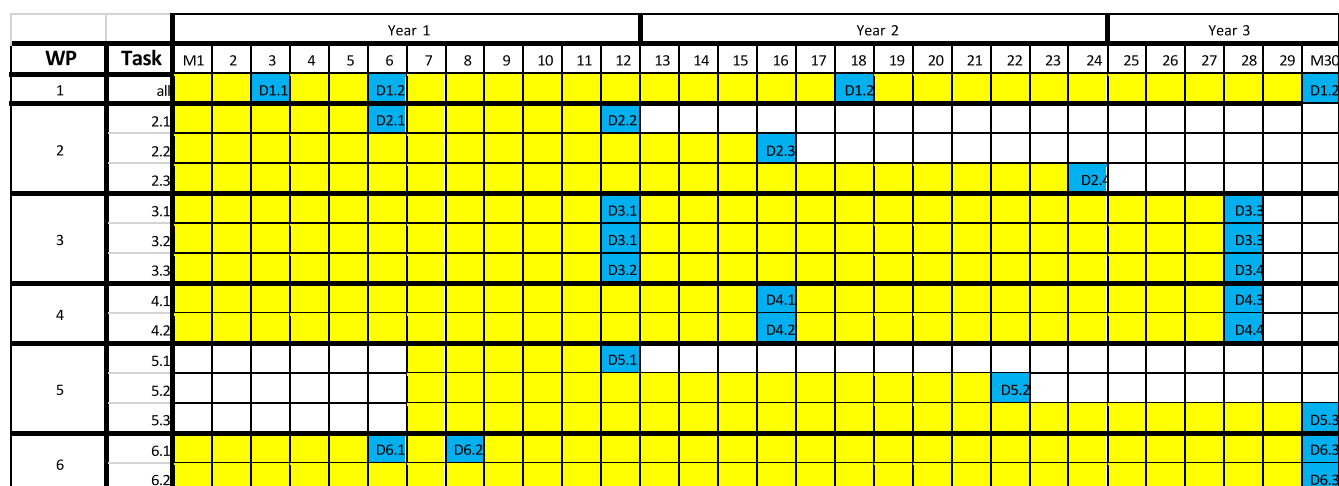 Year 1 Year 2 Year 3
WP Task M1 2 3 4 5 6 7 8 9 10 11 12 13 14 15 16 17 18 19 20 21 22 23 24 25 26 27 28 29 M30
1 all D1.1 D1.2 D1.2 D1.2
2.1 D2.1 D2.2
2 2.2 D2.3
2.3 D2.4
3.1 D3.1 D3.3
3 3.2 D3.1 D3.3
3.3 D3.2 D3.4
4 4.1 D4.1 D4.3
4.2 D4.2 D4.4
5.1 D5.1
5 5.2 D5.2
5.3 D5.3
6 6.1 D6.1 D6.2 D6.3
6.2 D6.3